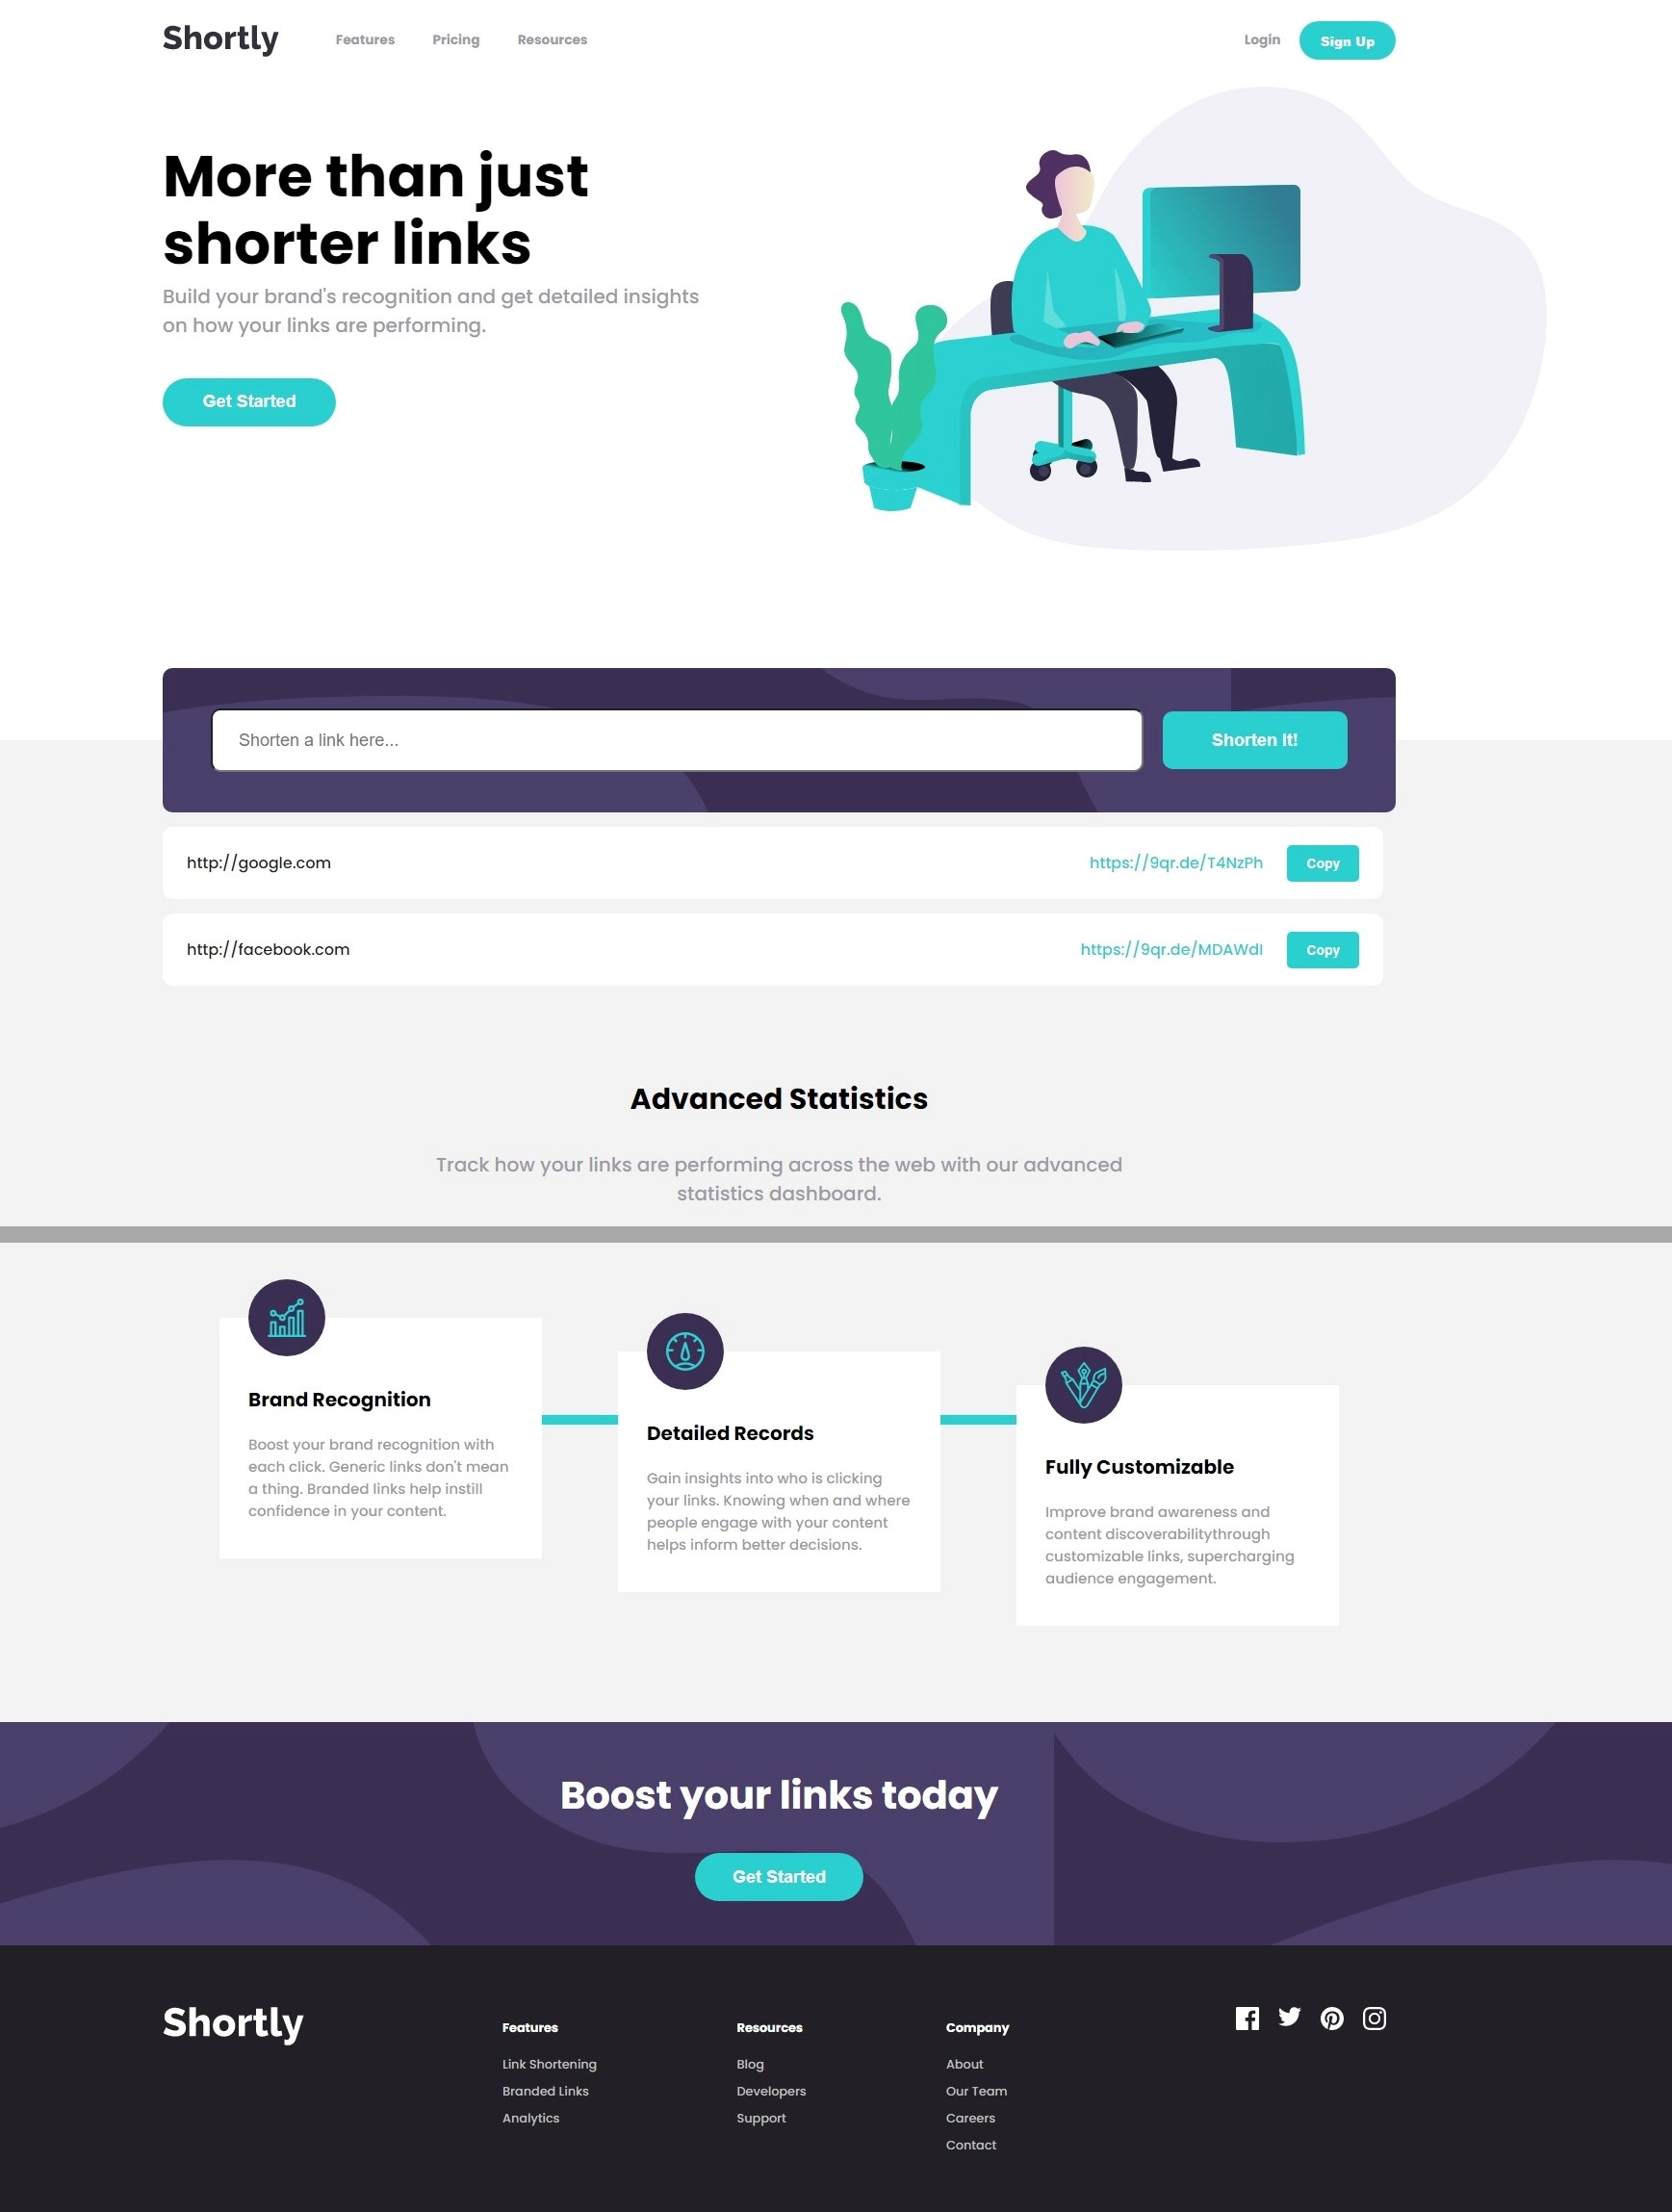 Shortly
Features
Pricing
Resources
Login
Sign Up
More than just
shorter links
Build your brand's recognition and get detailed insights
on how your links are performing.
Get Started
Shorten a link here...
Shorten It!
http://google.com
https://9qr.de/T4NzPh
Copy
http://facebook.com
https://9qr.de/MDAWdI
Copy
Advanced Statistics
Track how your links are performing across the web with our advanced
statistics dashboard.
Brand Recognition
Boost your brand recognition with
each click. Generic links don't mean
a thing. Branded links help instill
confidence in your content.
Detailed Records
Gain insights into who is clicking
your links. Knowing when and where
people engage with your content
helps inform better decisions.
Fully Customizable
Improve brand awareness and
content discoverabilitythrough
customizable links, supercharging
audience engagement.
Boost your links today
Get Started
Shortly
Features
Link Shortening
Branded Links
Analytics
Resources
Blog
Developers
Support
Company
About
Our Team
Careers
Contact